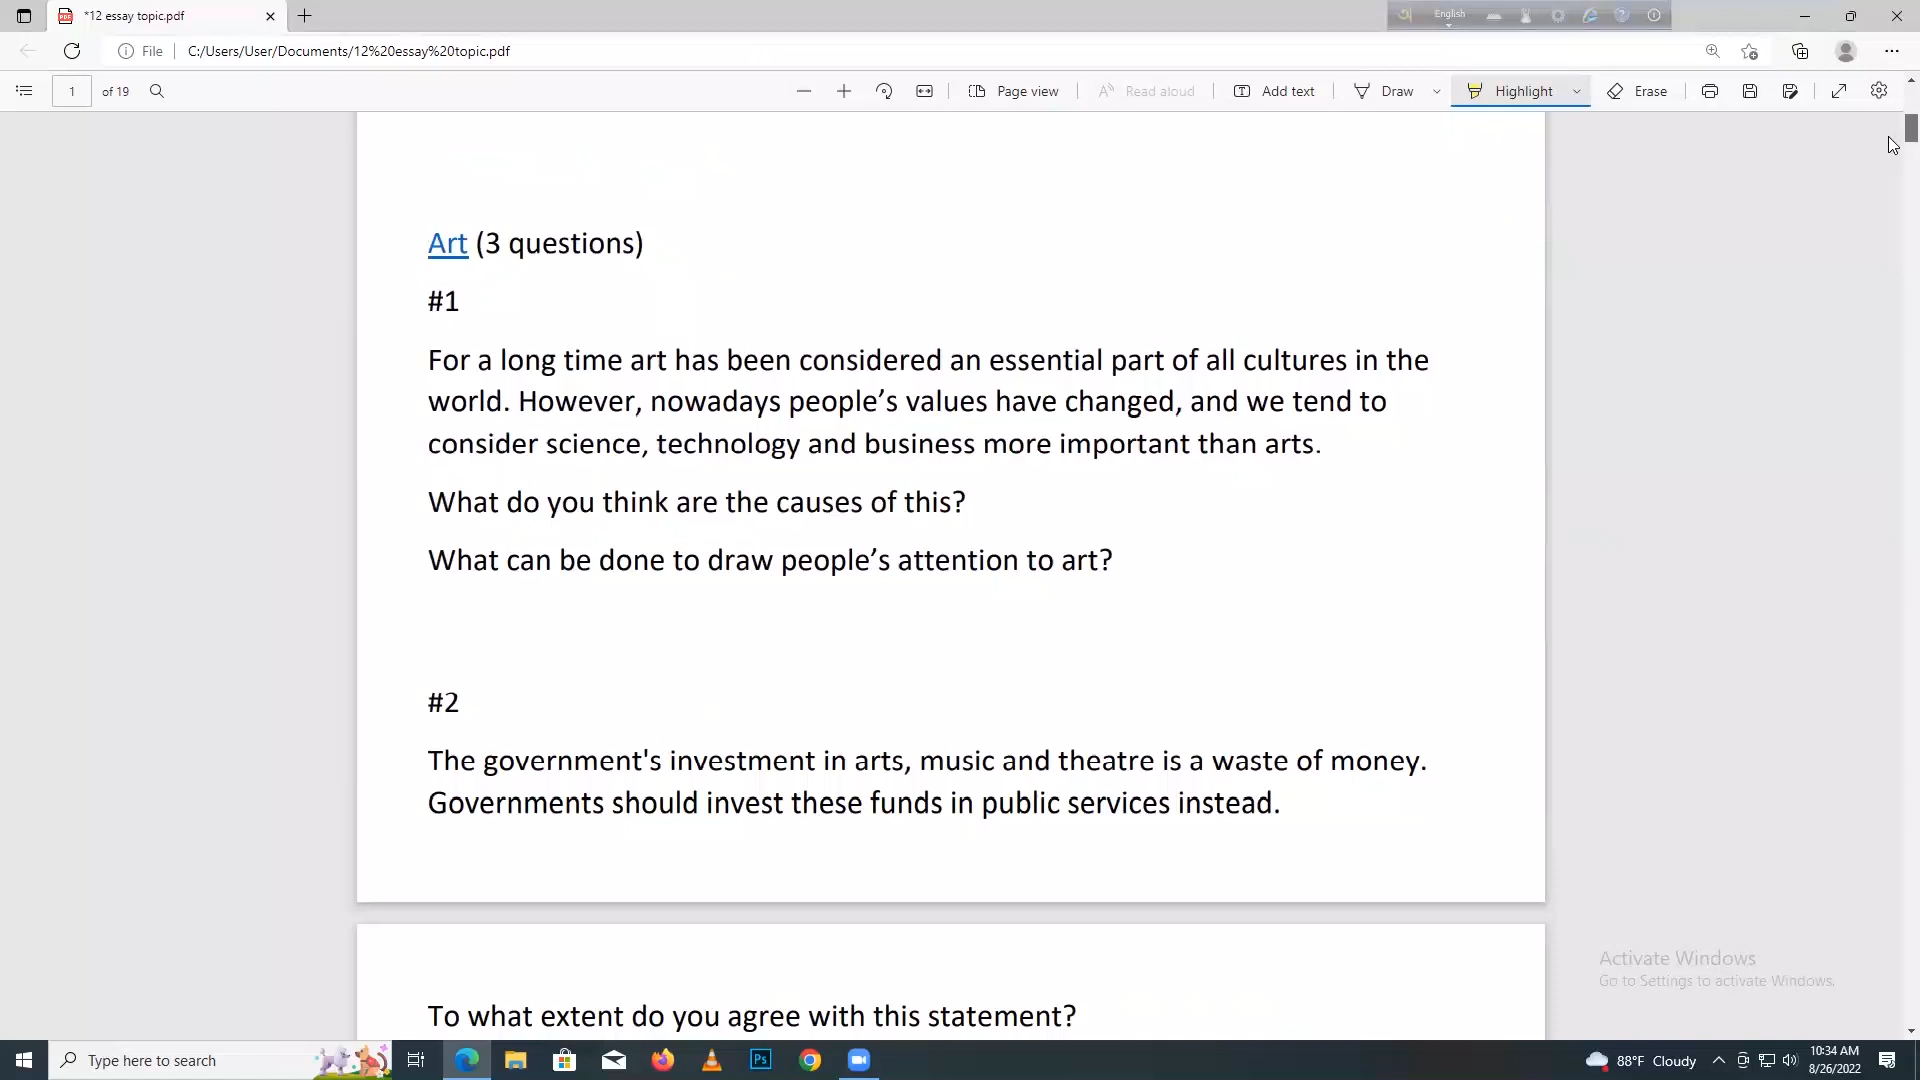 *12 essay topic.pdf
English
File
C:/Users/User/Documents/12%20essay%20topic.pdf
1 of 19
Page view
Read aloud
Add text
Draw
Highlight
Erase
Art (3 questions)
#1
For a long time art has been considered an essential part of all cultures in the
world. However, nowadays people’s values have changed, and we tend to
consider science, technology and business more important than arts.
What do you think are the causes of this?
What can be done to draw people’s attention to art?
#2
The government's investment in arts, music and theatre is a waste of money.
Governments should invest these funds in public services instead.
To what extent do you agree with this statement?
Activate Windows
Go to Settings to activate Windows.
Type here to search
Ps
88°F Cloudy
10:34 AM
8/26/2022